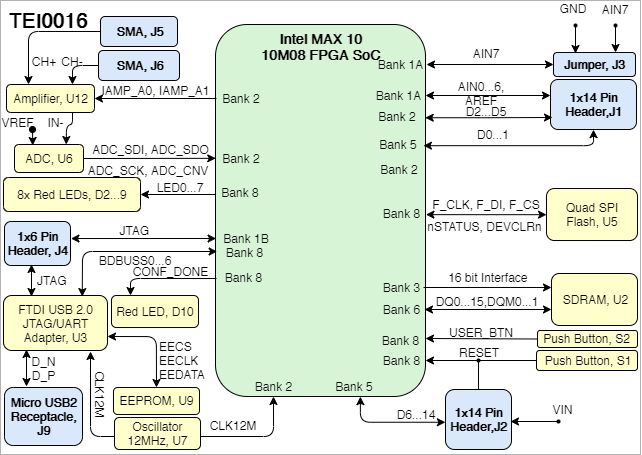 TEI0016
SMA, J5
CH+ CH-
SMA, J6
Amplifier, U12
IAMP_A0, IAMP_A1
VREF
IN-
ADC, U6
ADC_SDI, ADC_SDO
ADC_SCK, ADC_CNV
8x Red LEDs, D2...9
LED0...7
1x6 Pin
Header, J4
JTAG
BDBUSS0...6
JTAG
CONF_DONE
FTDI USB 2.0
JTAG/UART
Adapter, U3
Red LED, D10
EECS
EECLK
EEDATA
D_N
D_P
CLK12M
Micro USB2
Receptacle,
J9
EEPROM, U9
Oscillator
12MHz, U7
CLK12M
Intel MAX 10
10M08 FPGA SoC
Bank 1A
Bank 2
Bank 1A
Bank 2
Bank 5
Bank 2
Bank 2
Bank 8
Bank 8
Bank 1B
Bank 8
Bank 8
Bank 3
Bank 6
Bank 8
Bank 8
Bank 2
Bank 5
GND
AIN7
AIN7
Jumper, J3
AIN0...6,
AREF
D2...D5
1x14 Pin
Header,J1
D0...1
F_CLK, F_DI, F_CS
nSTATUS, DEVCLRn
Quad SPI
Flash, U5
16 bit Interface
DQ0...15,DQM0...1
SDRAM, U2
USER_BTN
Push Button, S2
RESET
Push Button, S1
D6...14
1x14 Pin
Header,J2
VIN